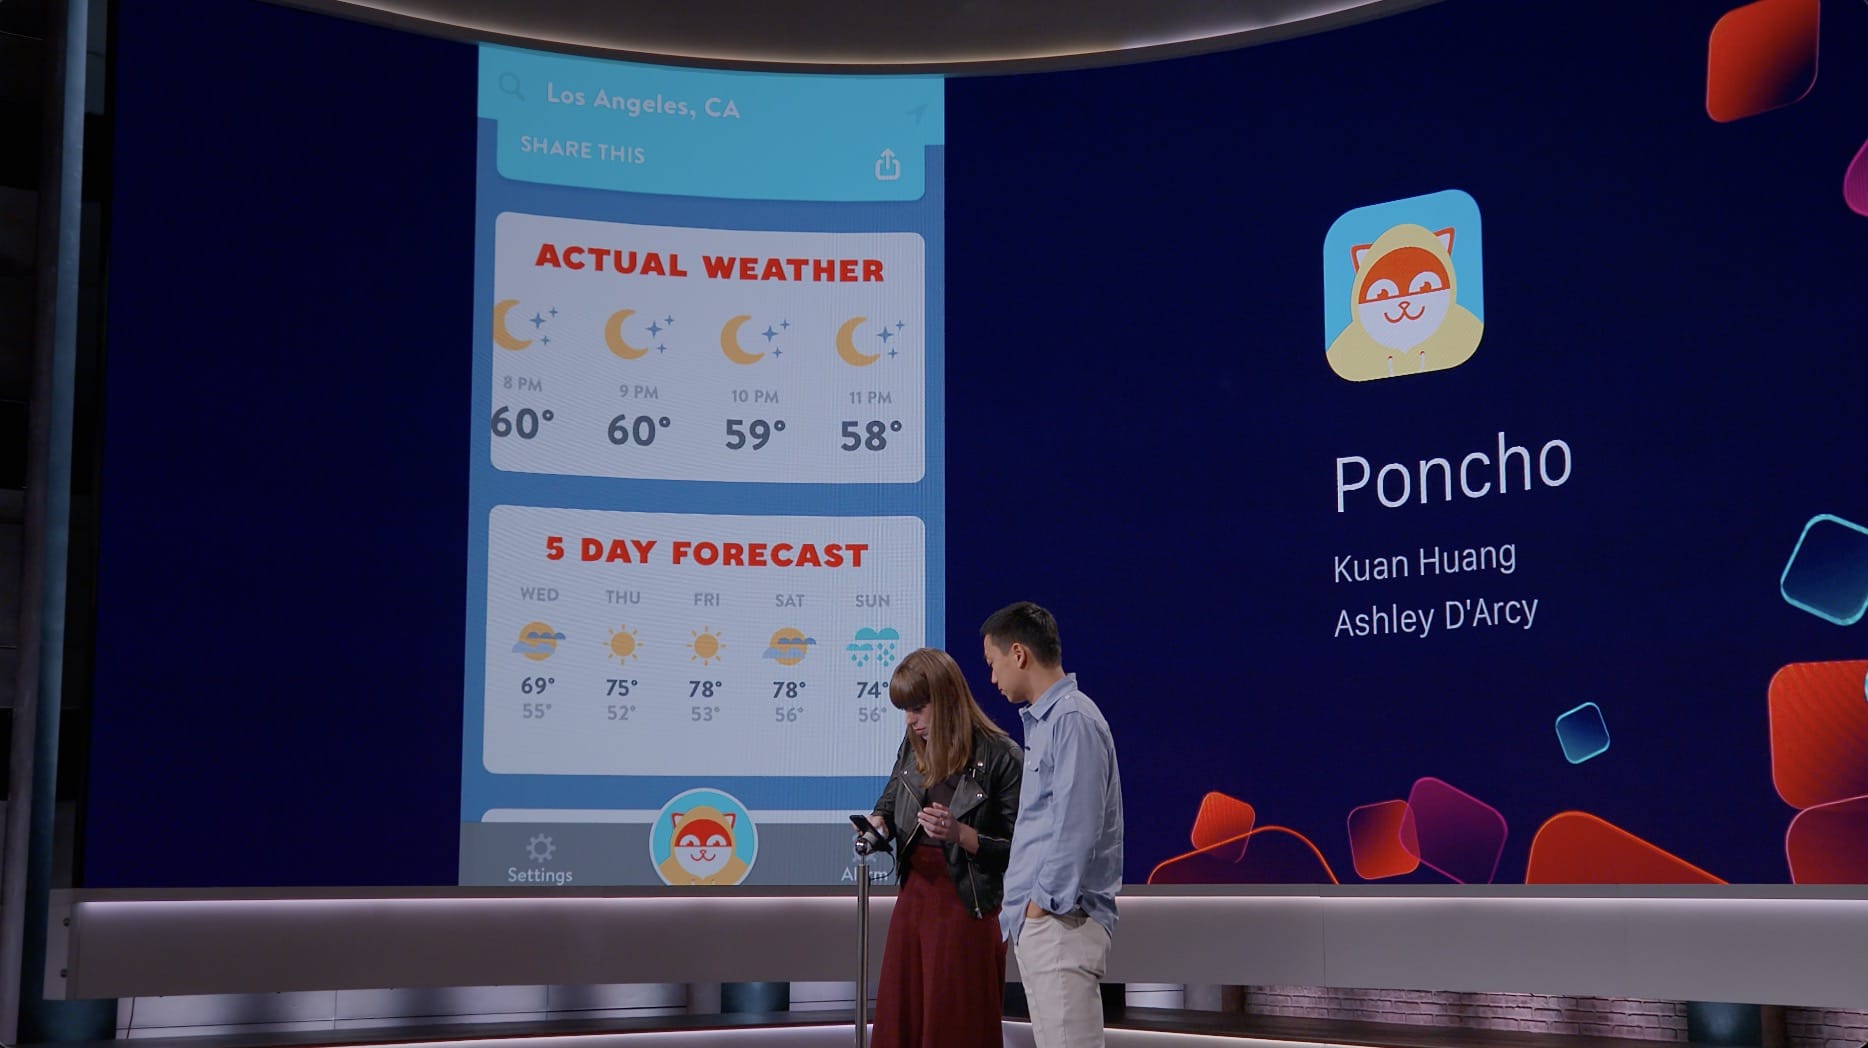 Los Angeles, CA
SHARE THIS
ACTUAL WEATHER
8 PM 9 PM 10 PM 11 PM
60° 60° 59° 58°
5 DAY FORECAST
WED THU FRI SAT SUN
69° 75° 78° 78° 74°
55° 52° 53° 56° 56°
Settings
Alarm
Poncho
Kuan Huang
Ashley D'Arcy